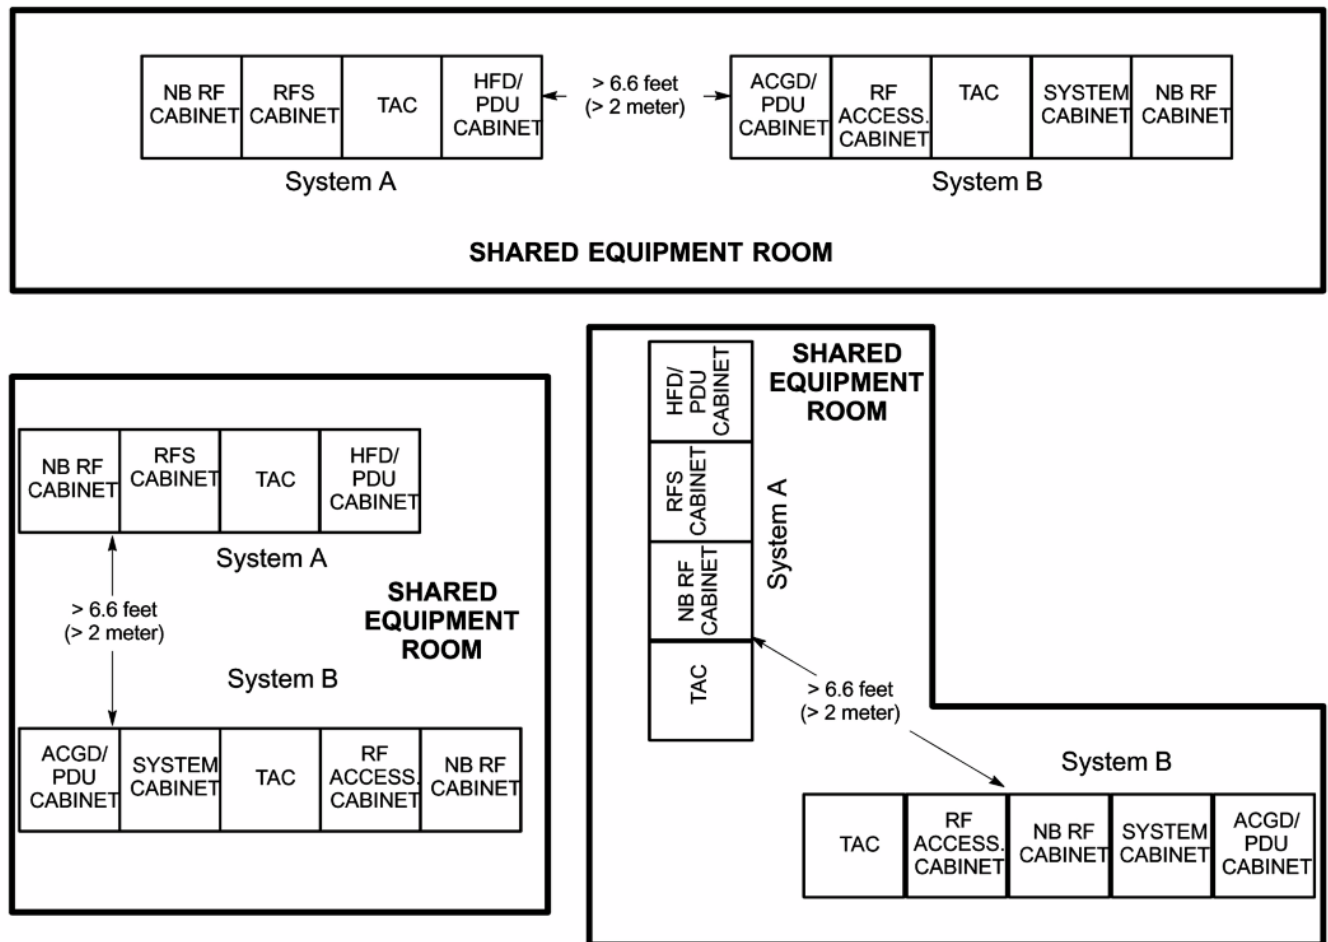 NB RF
CABINET
RFS
CABINET
TAC
HFD/
PDU
CABINET
> 6.6 feet
(> 2 meter)
ACGD/
PDU
CABINET
RF
ACCESS.
CABINET
TAC
SYSTEM
CABINET
NB RF
CABINET
System A
System B
SHARED EQUIPMENT ROOM
NB RF
CABINET
RFS
CABINET
TAC
HFD/
PDU
CABINET
System A
> 6.6 feet
(> 2 meter)
SHARED
EQUIPMENT
ROOM
System B
ACGD/
PDU
CABINET
SYSTEM
CABINET
TAC
RF
ACCESS.
CABINET
NB RF
CABINET
SHARED
EQUIPMENT
ROOM
HFD/
PDU
CABINET
RFS
CABINET
NB RF
CABINET
TAC
System A
> 6.6 feet
(> 2 meter)
System B
TAC
RF
ACCESS.
CABINET
NB RF
CABINET
SYSTEM
CABINET
ACGD/
PDU
CABINET